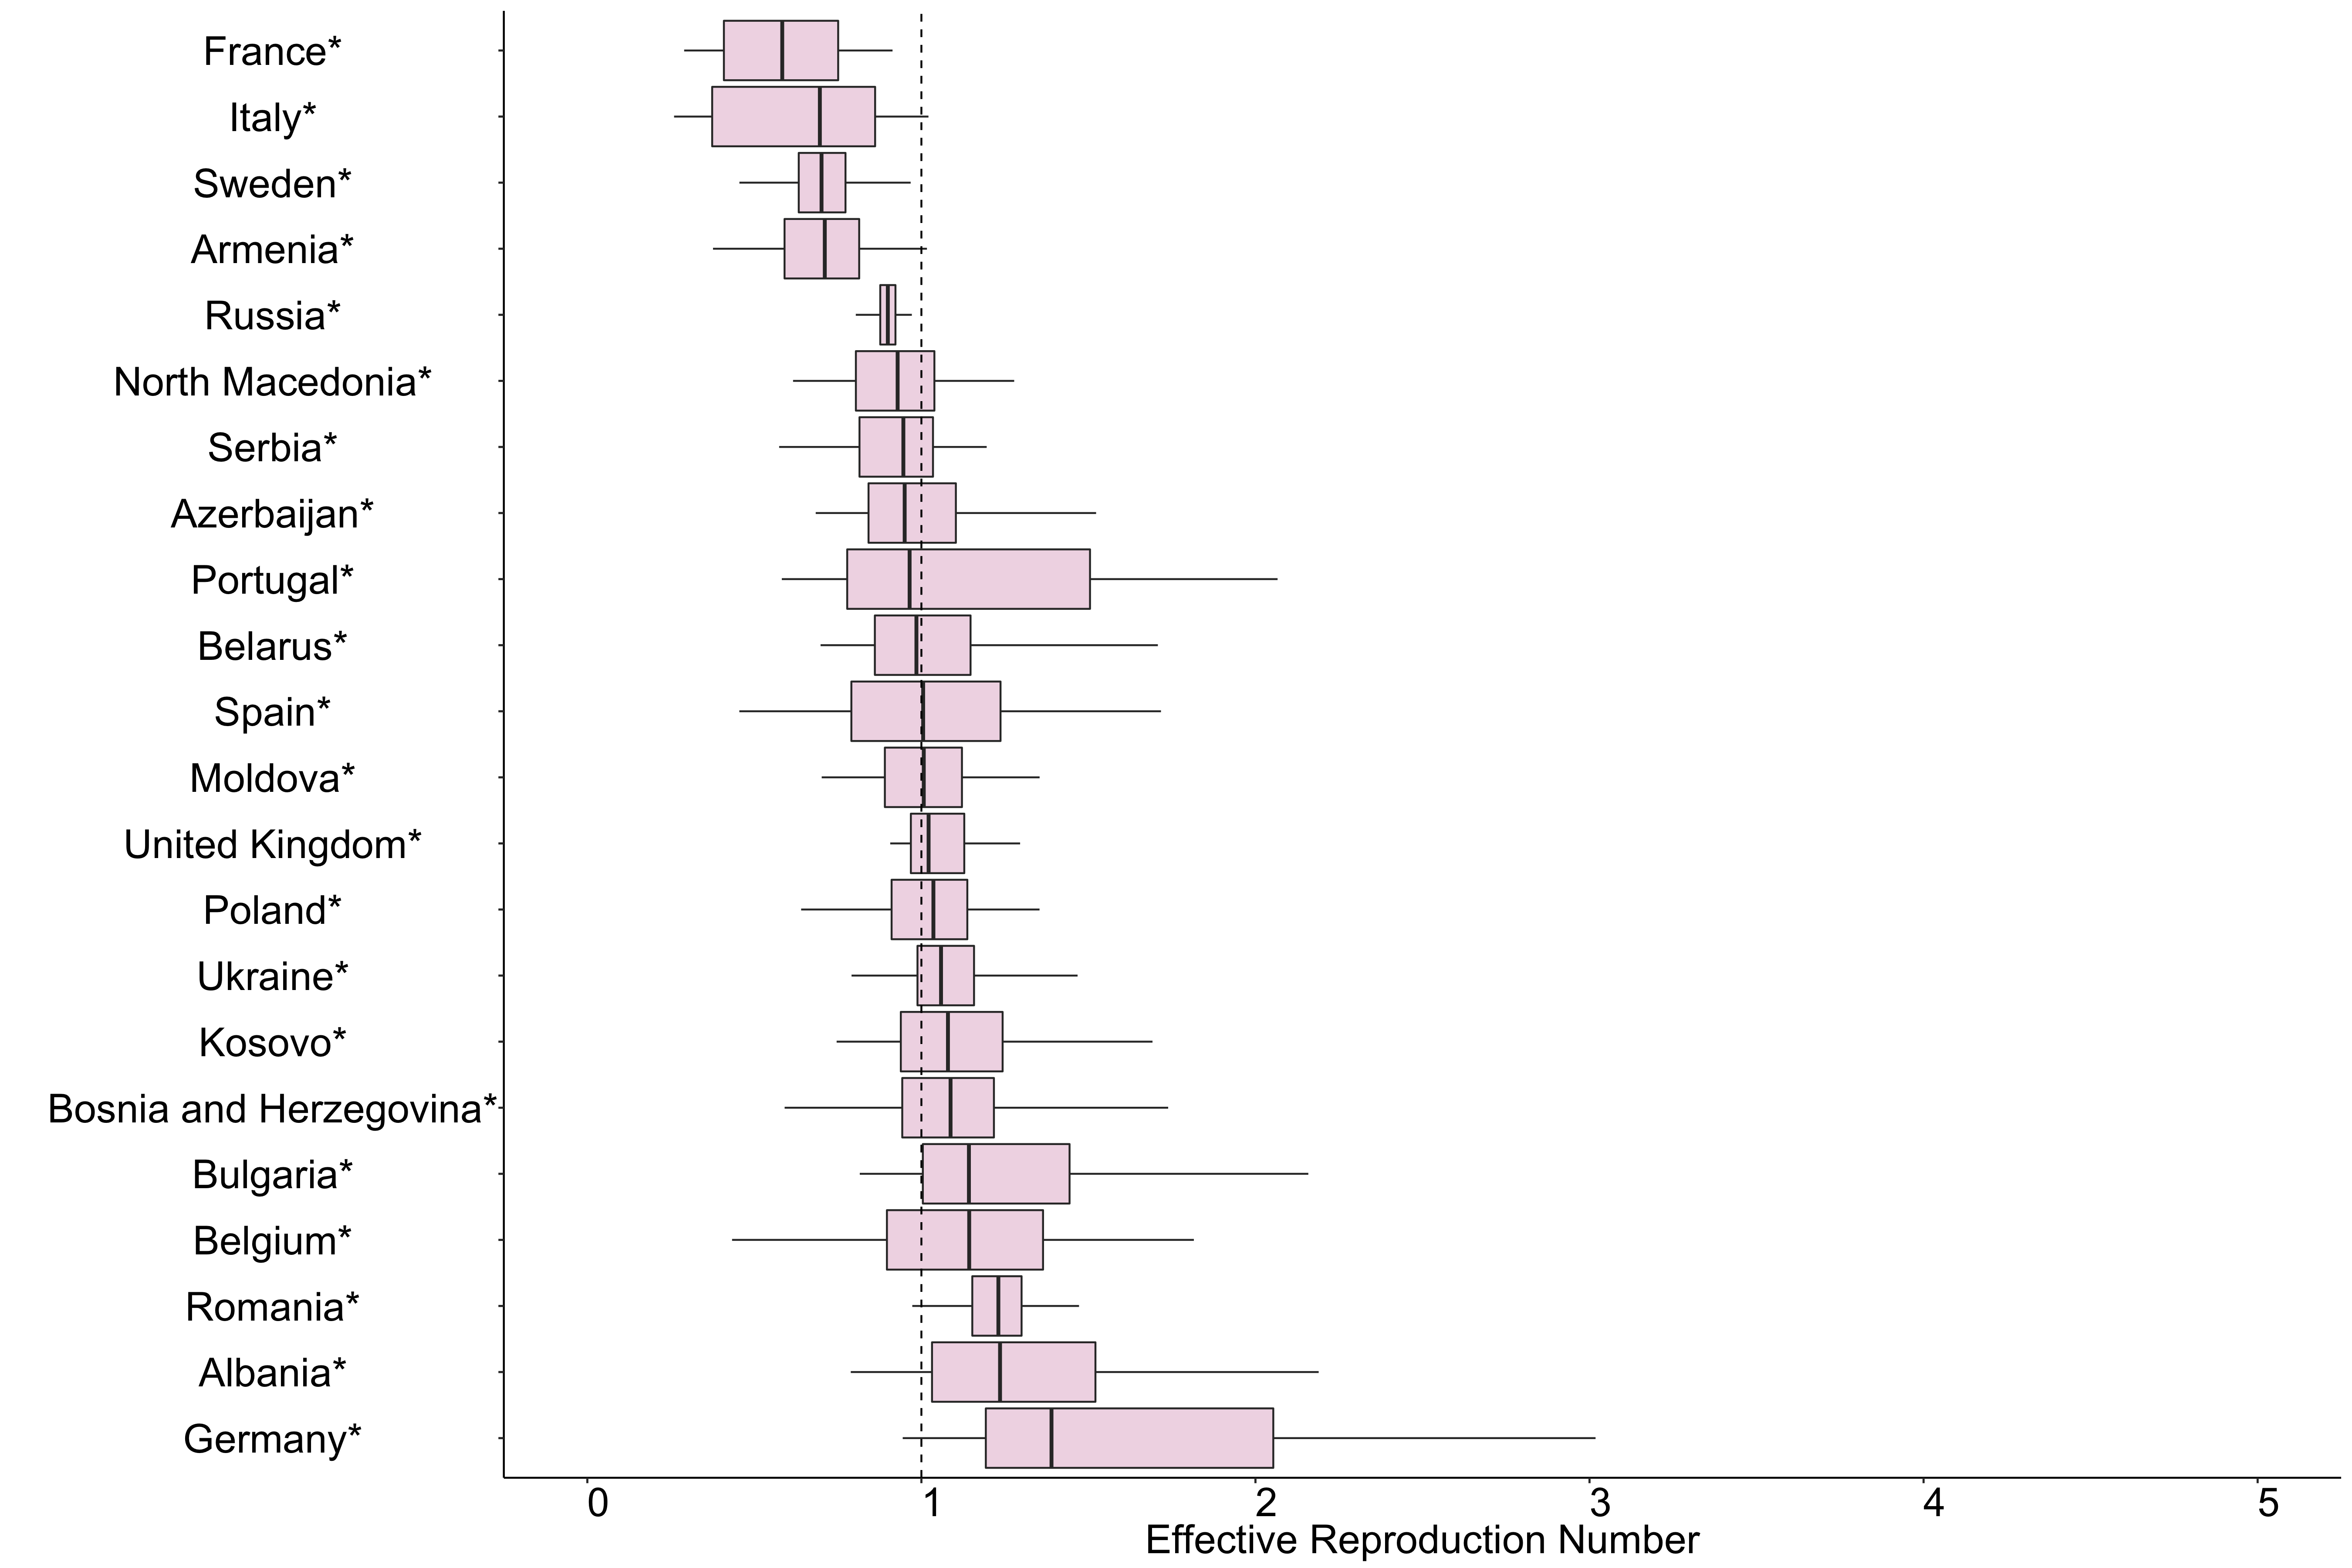 France*
Italy*
Sweden*
Armenia*
Russia*
North Macedonia*
Serbia*
Azerbaijan*
Portugal*
Belarus*
Spain*
Moldova*
United Kingdom*
Poland*
Ukraine*
Kosovo*
Bosnia and Herzegovina*
Bulgaria*
Belgium*
Romania*
Albania*
Germany*
0 1 2 3 4 5
Effective Reproduction Number